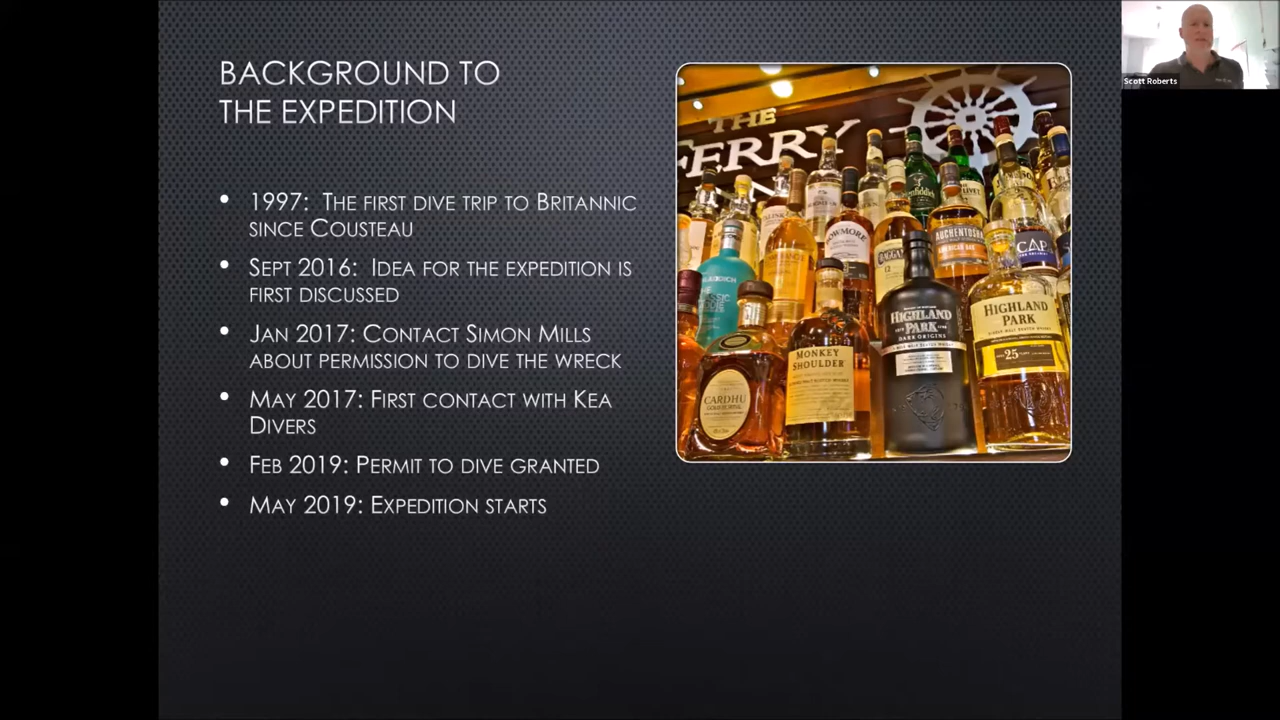 BACKGROUND TO
THE EXPEDITION
• 1997: THE FIRST DIVE TRIP TO BRITANNIC
SINCE COUSTEAU
• SEPT 2016: IDEA FOR THE EXPEDITION IS
FIRST DISCUSSED
• JAN 2017: CONTACT SIMON MILLS
ABOUT PERMISSION TO DIVE THE WRECK
• MAY 2017: FIRST CONTACT WITH KEA
DIVERS
• FEB 2019: PERMIT TO DIVE GRANTED
• MAY 2019: EXPEDITION STARTS
THE
FERRY
HIGHLAND
PARK
DARK ORIGINS
HIGHLAND
PARK
25
MONKEY
SHOULDER
CARDHU
Scott Roberts